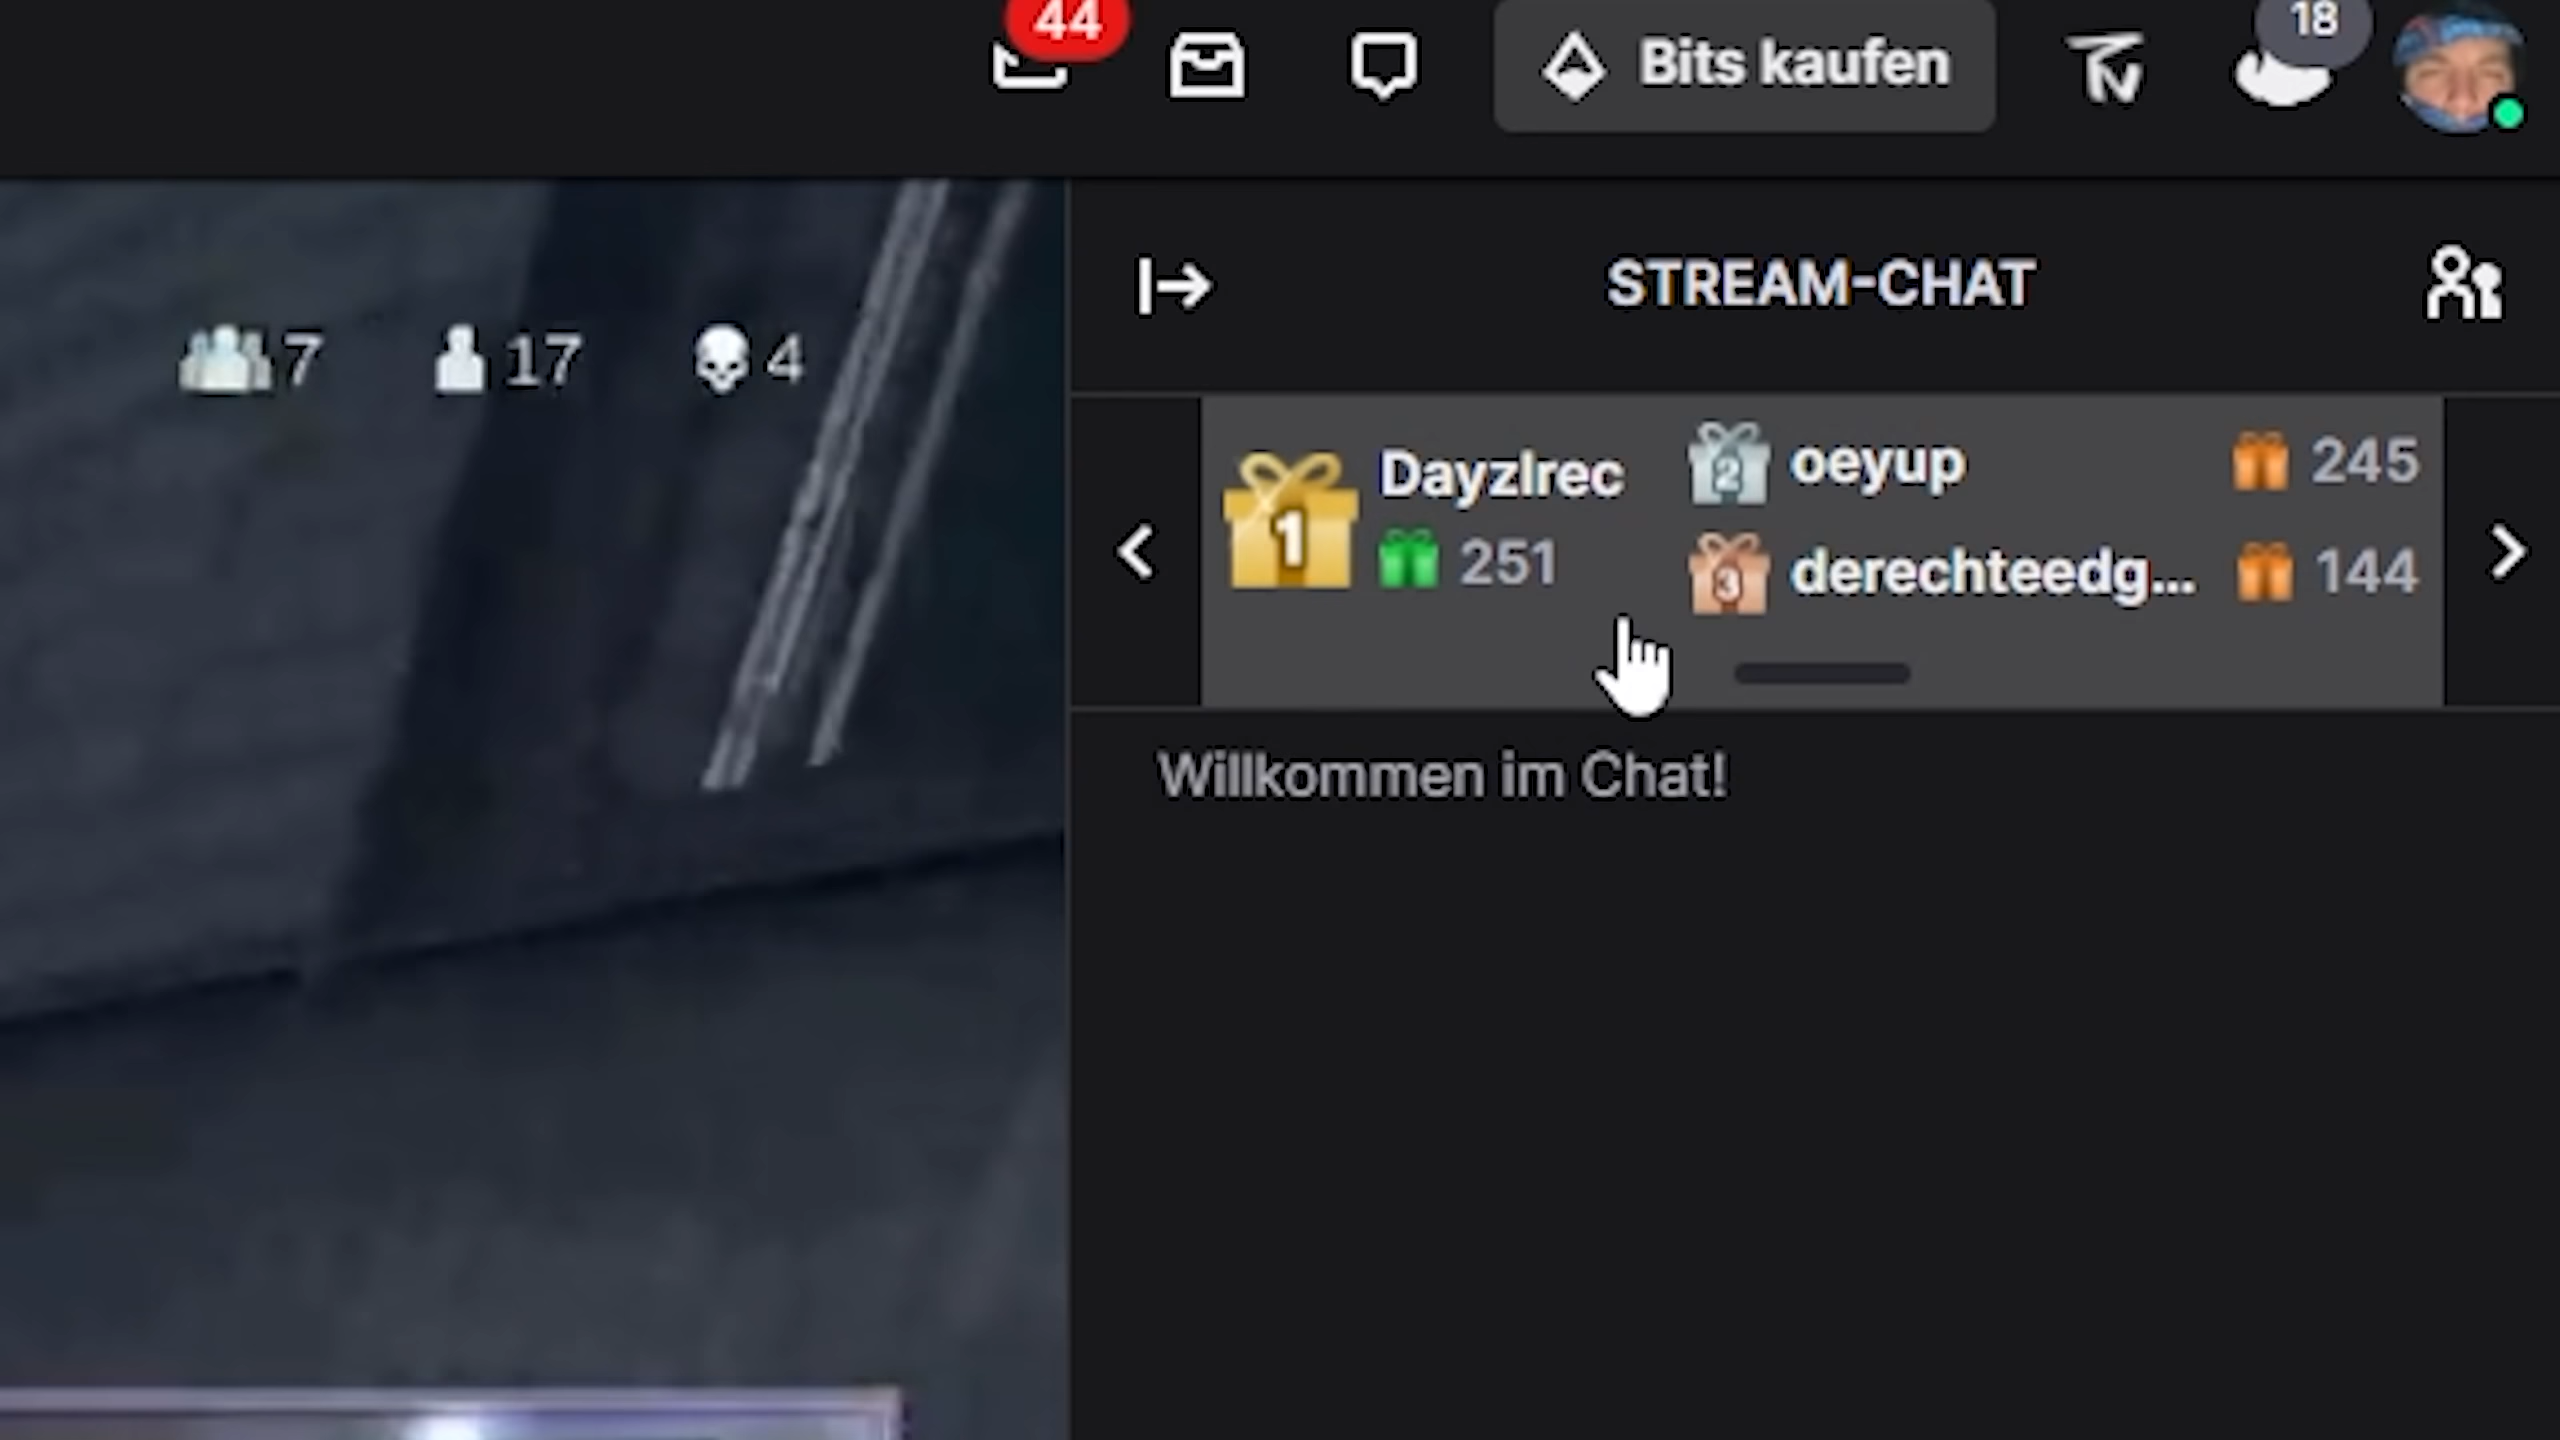 44
Bits kaufen
18
7 17 4
STREAM-CHAT
1 Dayzlrec
251
2 oeyup 245
3 derechteedg... 144
Willkommen im Chat!